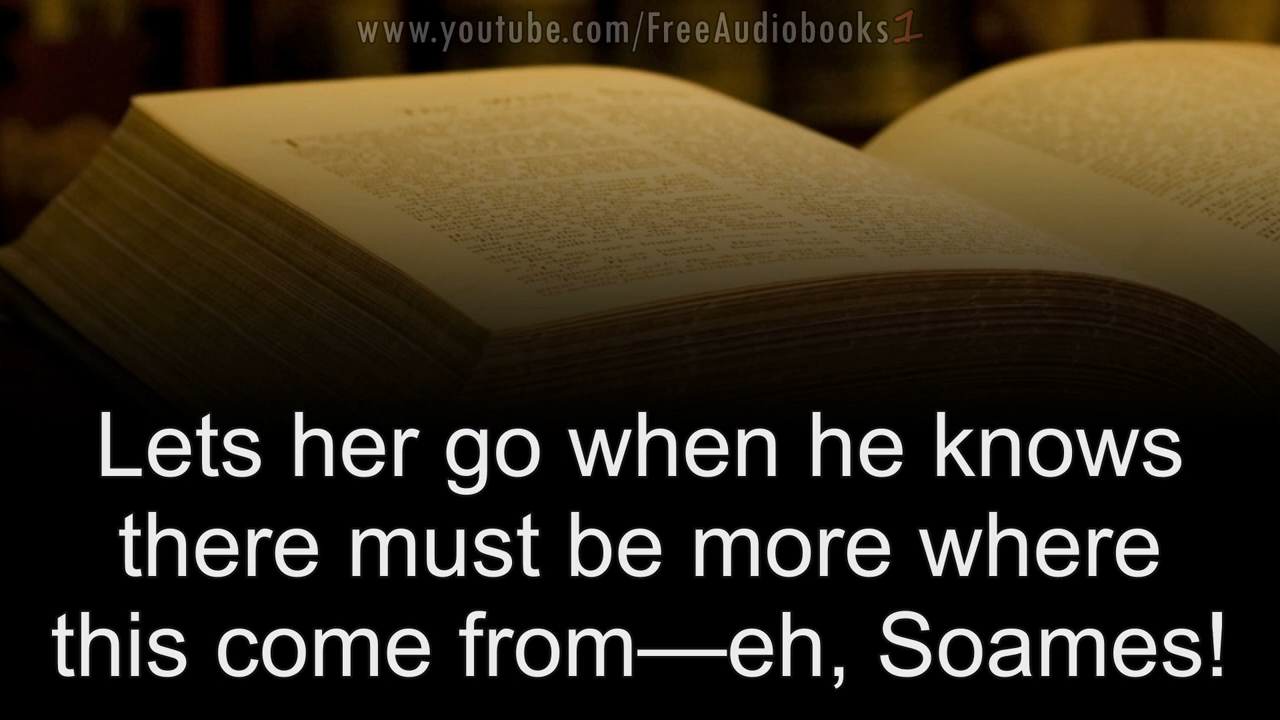 www.youtube.com/FreeAudiobooks1
Lets her go when he knows
there must be more where
this come from—eh, Soames!